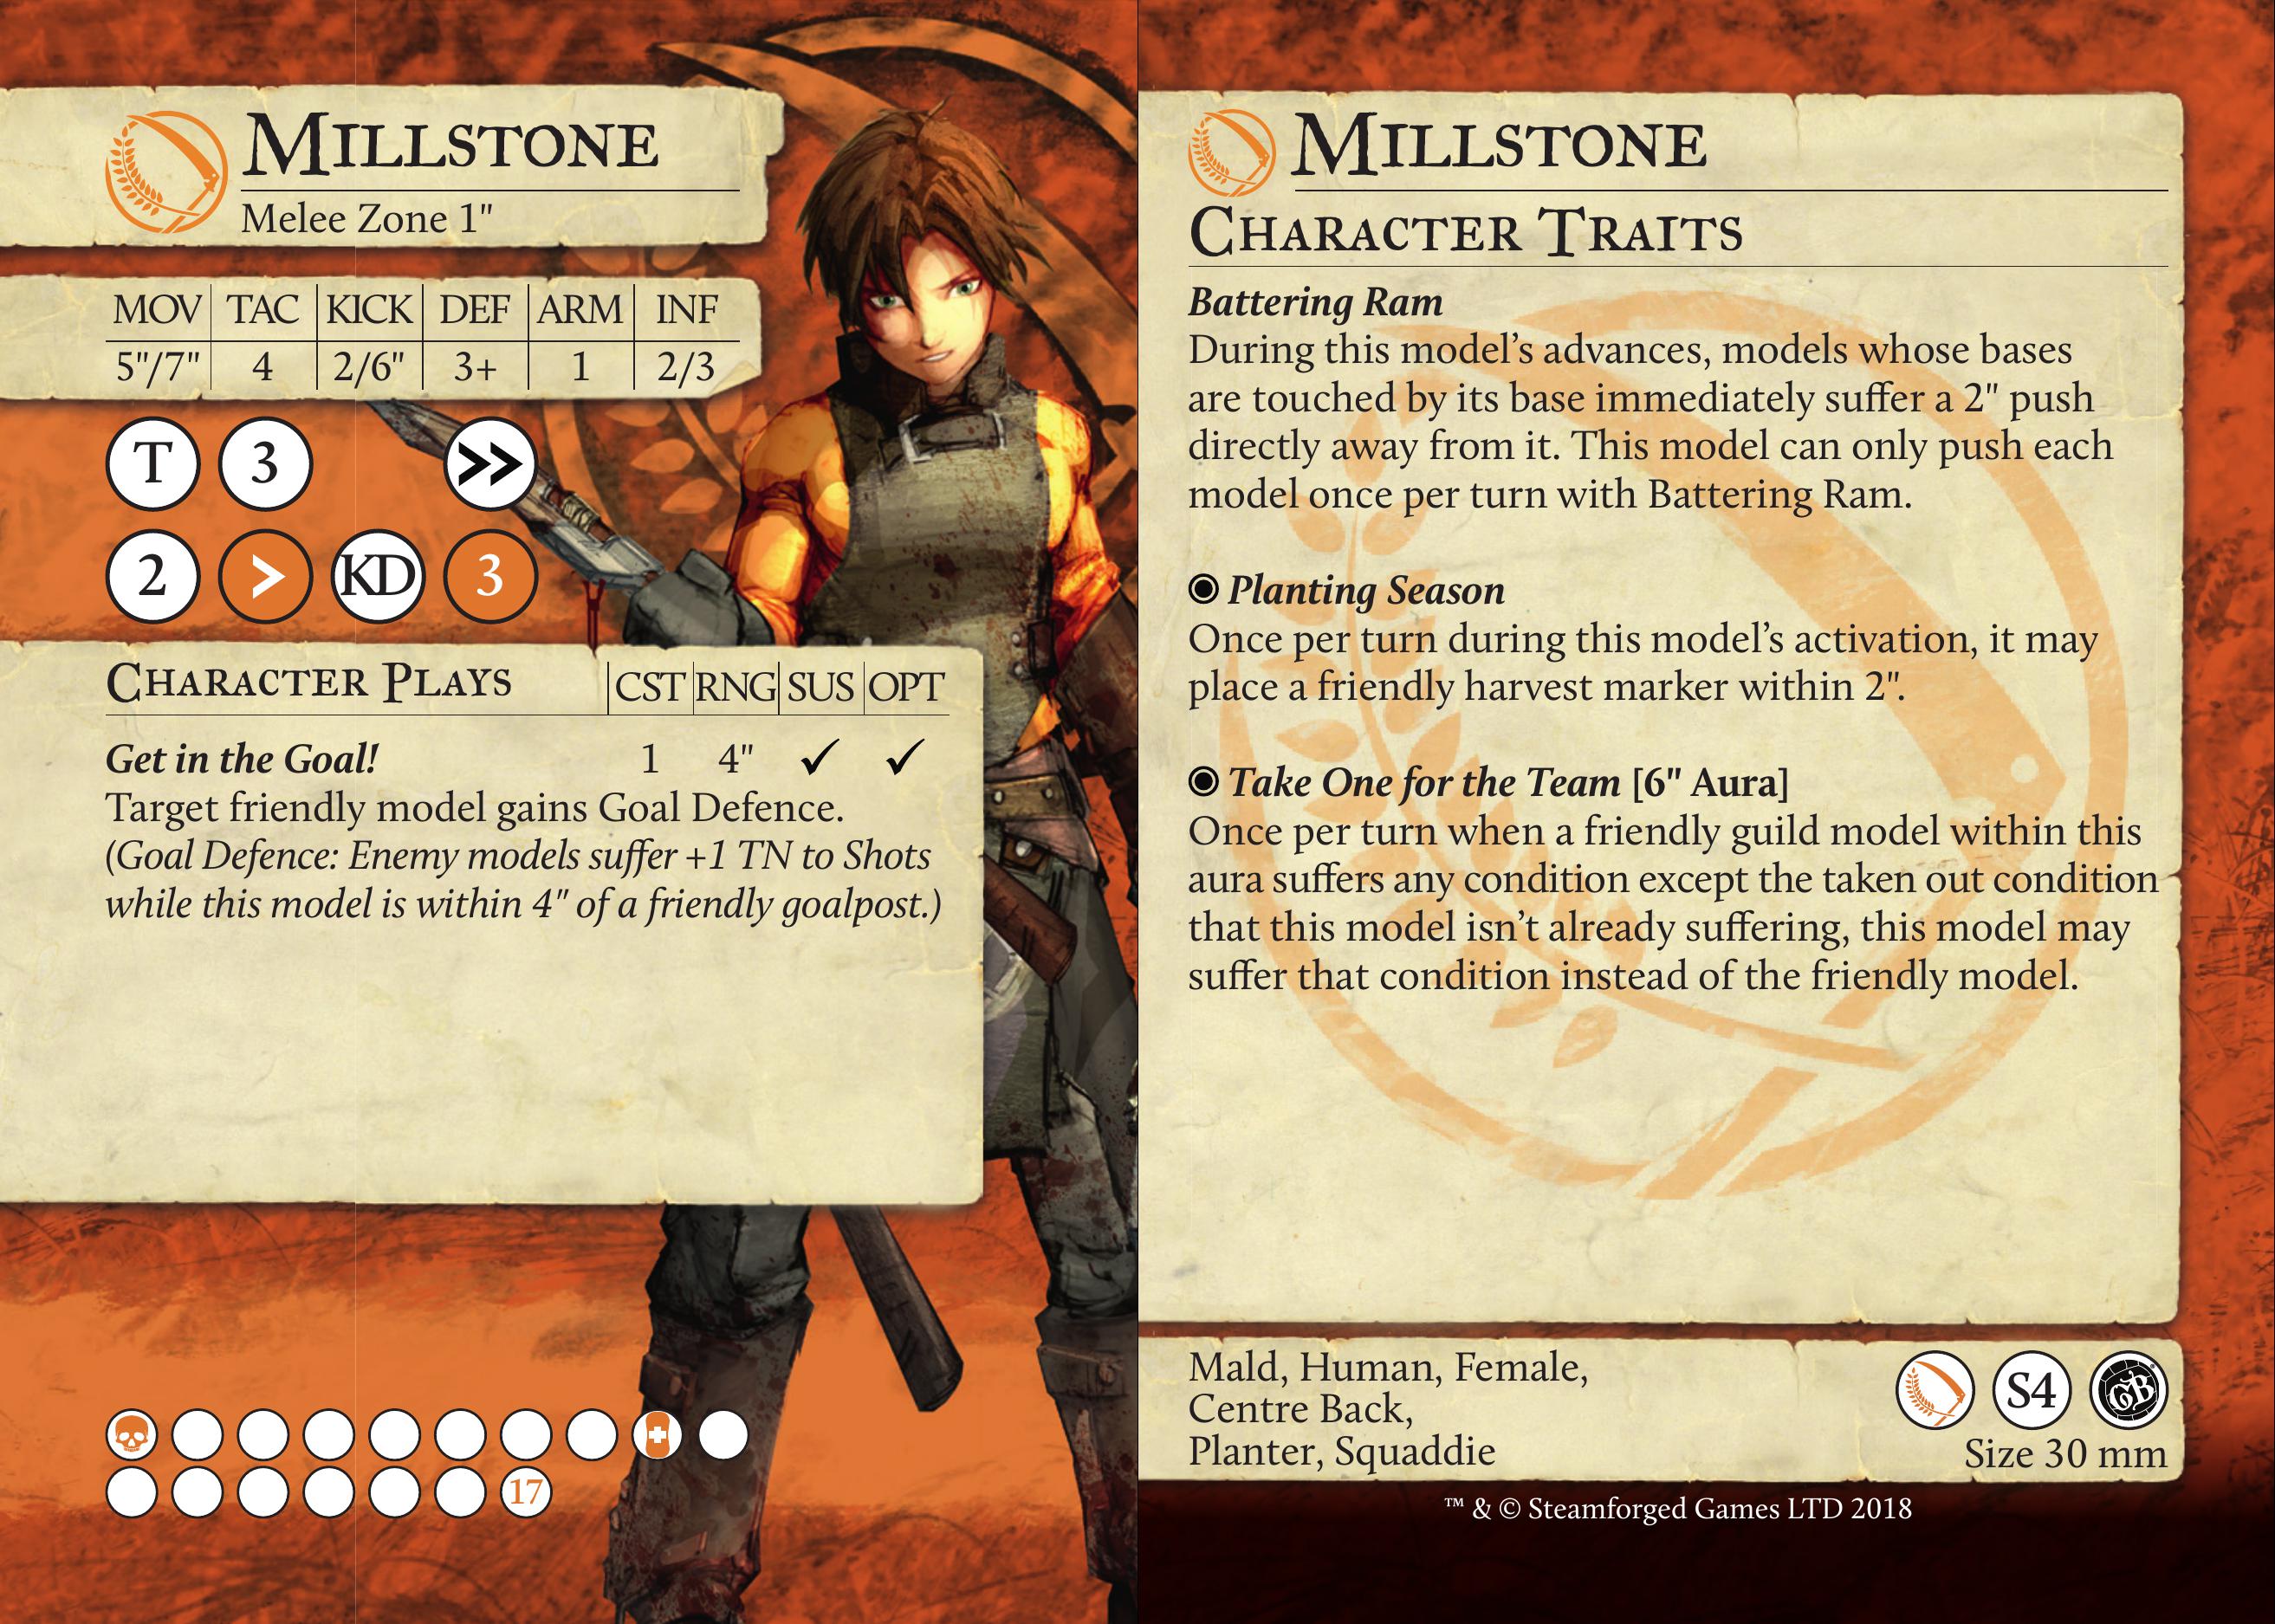 MILLSTONE
Melee Zone 1"
MOV TAC KICK DEF ARM INF
5"/7" 4 2/6" 3+ 1 2/3
T 3 >>
2 > KD 3
CHARACTER PLAYS CST RNG SUS OPT
Get in the Goal! 1 4" ✓ ✓
Target friendly model gains Goal Defence.
(Goal Defence: Enemy models suffer +1 TN to Shots
while this model is within 4" of a friendly goalpost.)
17
MILLSTONE
CHARACTER TRAITS
Battering Ram
During this model’s advances, models whose bases
are touched by its base immediately suffer a 2" push
directly away from it. This model can only push each
model once per turn with Battering Ram.
Planting Season
Once per turn during this model’s activation, it may
place a friendly harvest marker within 2".
Take One for the Team [6" Aura]
Once per turn when a friendly guild model within this
aura suffers any condition except the taken out condition
that this model isn’t already suffering, this model may
suffer that condition instead of the friendly model.
Mald, Human, Female,
Centre Back,
Planter, Squaddie
S4 GB
Size 30 mm
™ & © Steamforged Games LTD 2018